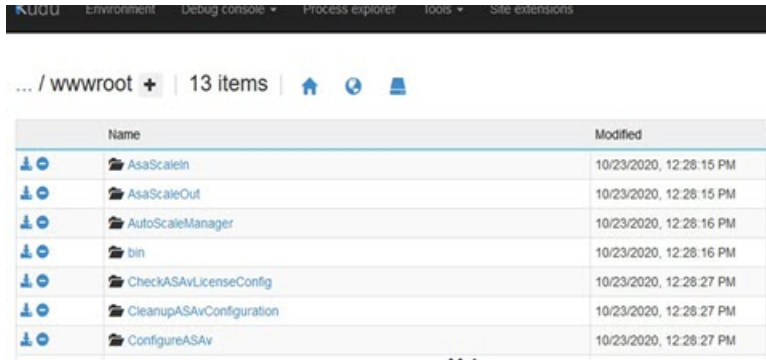 Kudu Environment Debug console Process explorer Tools Site extensions
... / wwwroot + 13 items
Name Modified
AsaScaleIn 10/23/2020, 12:28:15 PM
AsaScaleOut 10/23/2020, 12:28:15 PM
AutoScaleManager 10/23/2020, 12:28:16 PM
bin 10/23/2020, 12:28:16 PM
CheckASAvLicenseConfig 10/23/2020, 12:28:27 PM
CleanupASAvConfiguration 10/23/2020, 12:28:27 PM
ConfigureASAv 10/23/2020, 12:28:27 PM